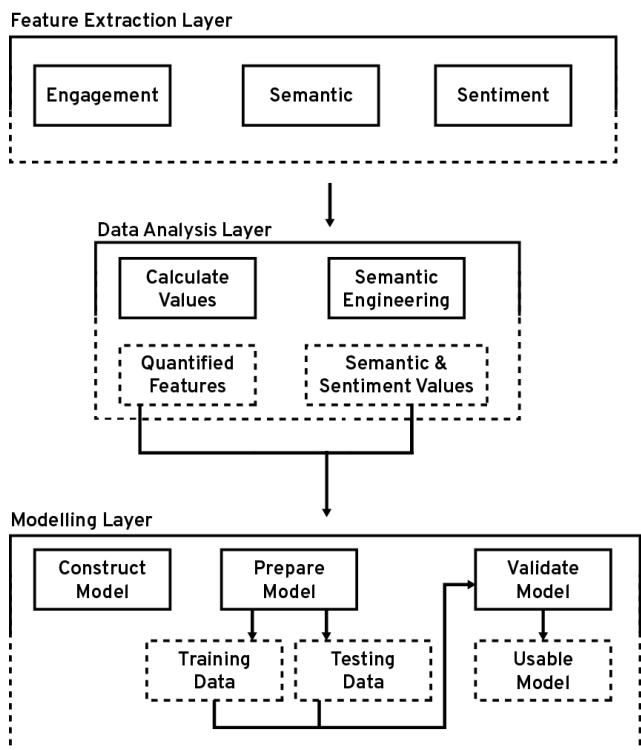 Feature Extraction Layer
Engagement
Semantic
Sentiment
Data Analysis Layer
Calculate
Values
Semantic
Engineering
Quantified
Features
Semantic &
Sentiment Values
Modelling Layer
Construct
Model
Prepare
Model
Validate
Model
Training
Data
Testing
Data
Usable
Model